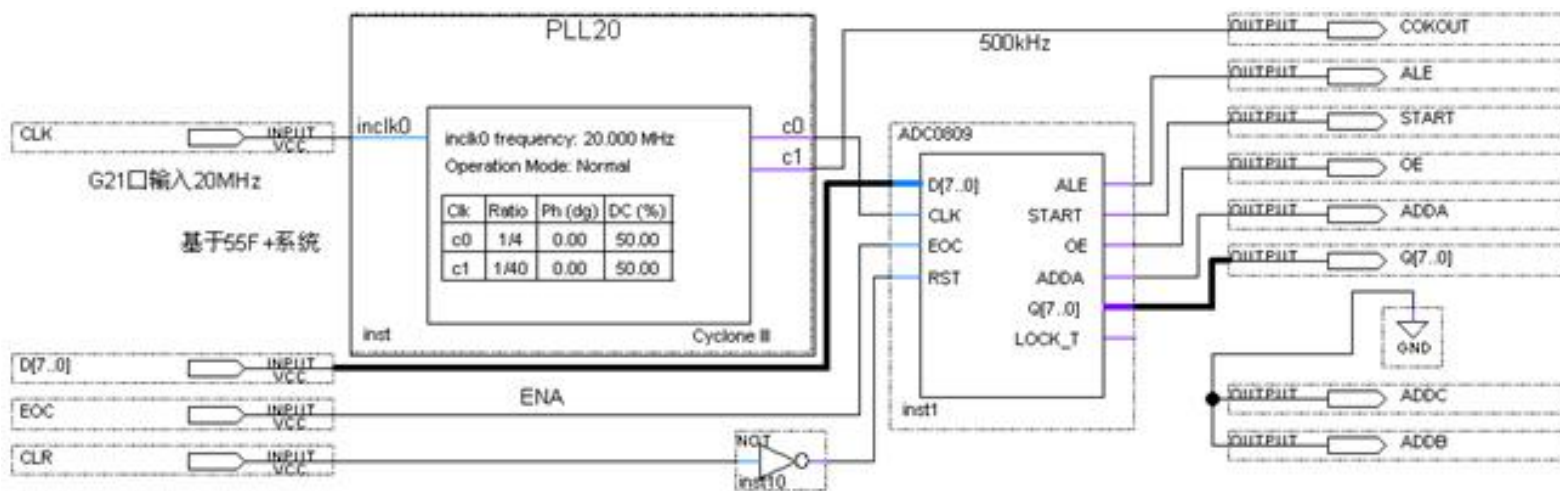 PLL20
500kHz
OUTPUT COKOUT
OUTPUT ALE
CLK INPUT VCC
inclk0
inclk0 frequency: 20.000 MHz
Operation Mode: Normal
c0
c1
Clk Ratio Ph (dg) DC (%)
c0 1/4 0.00 50.00
c1 1/40 0.00 50.00
inst
Cyclone III
G21口输入20MHz
基于55F+系统
ADC0809
D[7..0] ALE
CLK START
EOC OE
RST ADDA
Q[7..0]
LOCK_T
inst1
OUTPUT START
OUTPUT OE
OUTPUT ADDA
OUTPUT Q[7..0]
GND
OUTPUT ADDC
OUTPUT ADDB
D[7..0] INPUT VCC
ENA
EOC INPUT VCC
CLR INPUT VCC
NOT
inst10